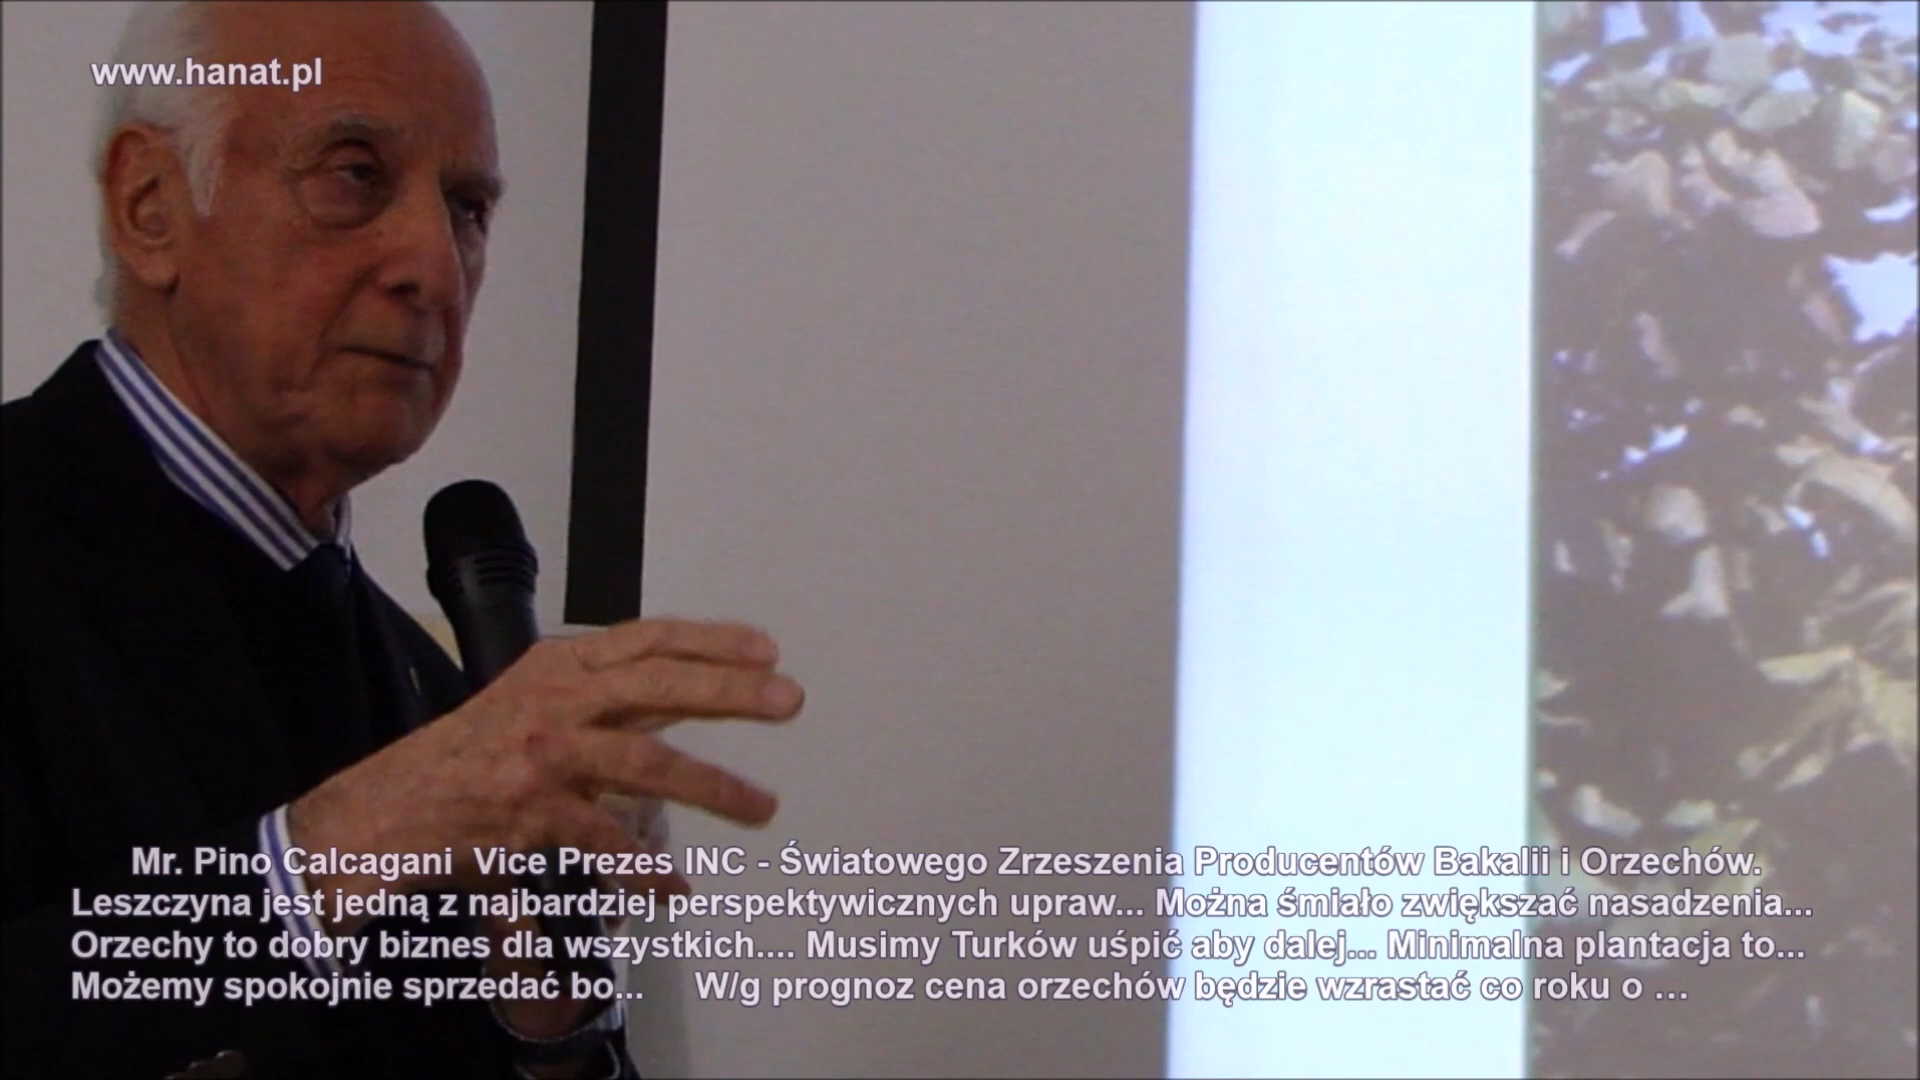 www.hanat.pl
Mr. Pino Calcagani Vice Prezes INC - Światowego Zrzeszenia Producentów Bakalii i Orzechów.
Leszczyna jest jedną z najbardziej perspektywicznych upraw... Można śmiało zwiększać nasadzenia...
Orzechy to dobry biznes dla wszystkich.... Musimy Turków uśpić aby dalej... Minimalna plantacja to...
Możemy spokojnie sprzedać bo... W/g prognoz cena orzechów będzie wzrastać co roku o ...